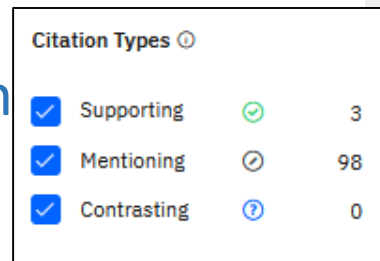 Citation Types
n
Supporting 3
Mentioning 98
Contrasting 0